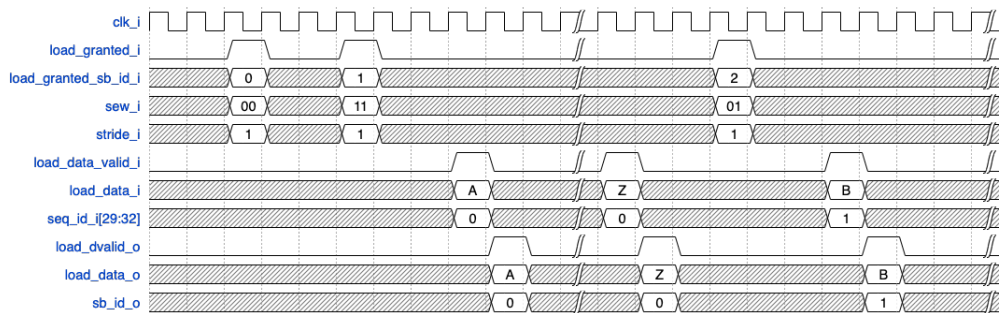 clk_i
load_granted_i
load_granted_sb_id_i 0 1 2
sew_i 00 11 01
stride_i 1 1 1
load_data_valid_i
load_data_i A Z B
seq_id_i[29:32] 0 0 1
load_dvalid_o
load_data_o A Z B
sb_id_o 0 0 1